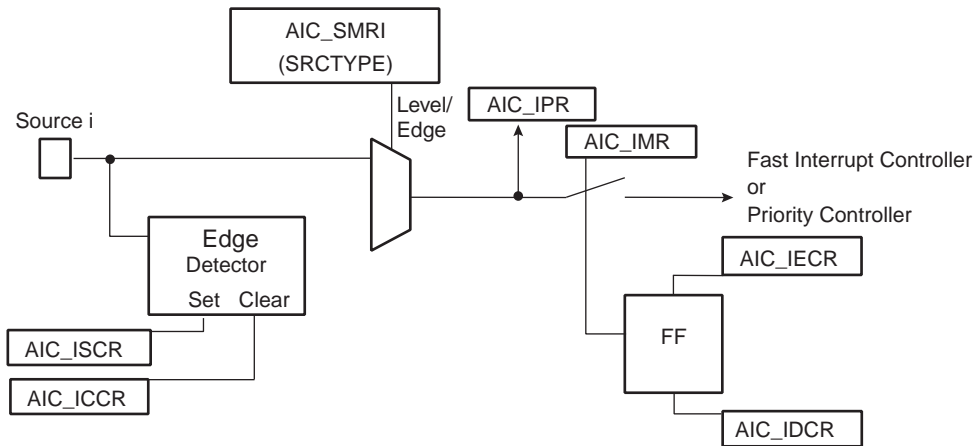 AIC_SMRI
(SRCTYPE)
Source i
Level/
Edge
AIC_IPR
AIC_IMR
Fast Interrupt Controller
or
Priority Controller
Edge
Detector
Set Clear
AIC_IECR
FF
AIC_ISCR
AIC_ICCR
AIC_IDCR